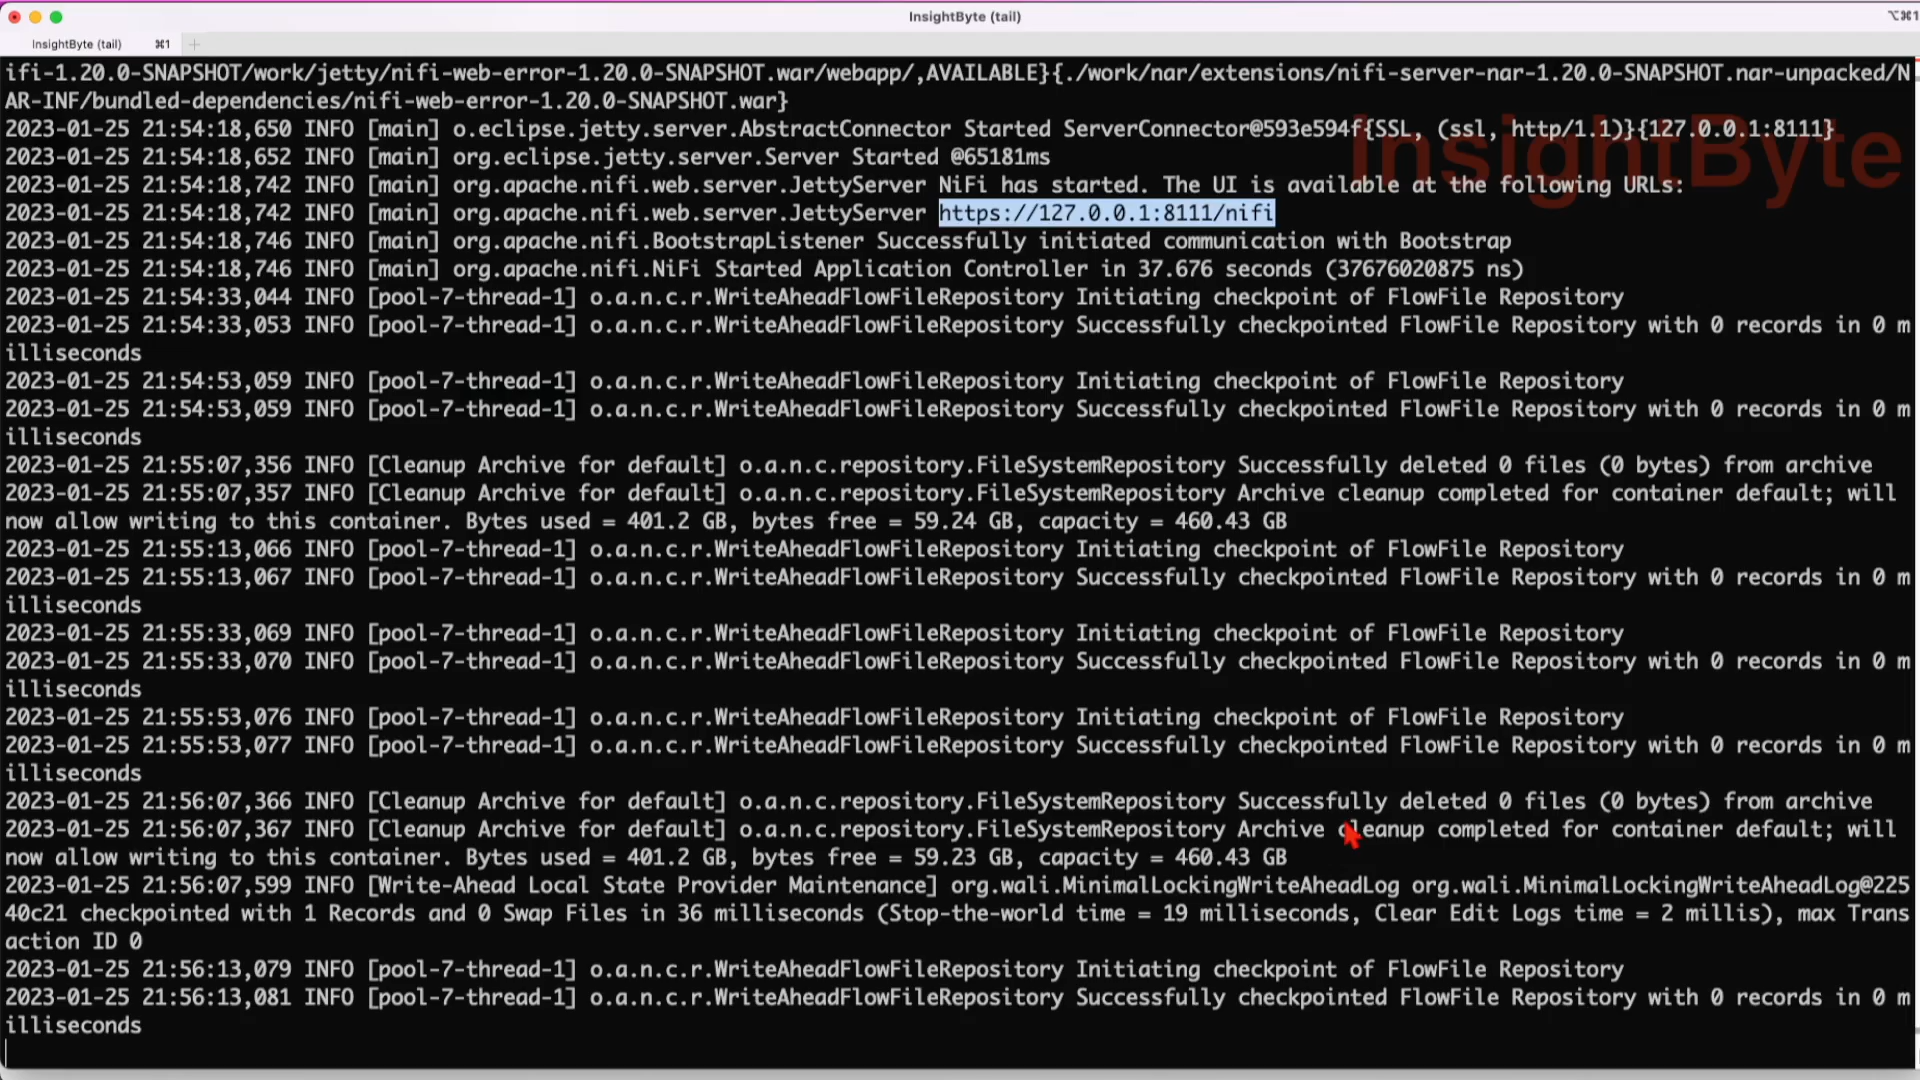 InsightByte (tail)
⌥⌘1
InsightByte (tail) ⌘1 +
ifi-1.20.0-SNAPSHOT/work/jetty/nifi-web-error-1.20.0-SNAPSHOT.war/webapp/,AVAILABLE}{./work/nar/extensions/nifi-server-nar-1.20.0-SNAPSHOT.nar-unpacked/N
AR-INF/bundled-dependencies/nifi-web-error-1.20.0-SNAPSHOT.war}
2023-01-25 21:54:18,650 INFO [main] o.eclipse.jetty.server.AbstractConnector Started ServerConnector@593e594f{SSL, (ssl, http/1.1)}{127.0.0.1:8111}
InsightByte
2023-01-25 21:54:18,652 INFO [main] org.eclipse.jetty.server.Server Started @65181ms
2023-01-25 21:54:18,742 INFO [main] org.apache.nifi.web.server.JettyServer NiFi has started. The UI is available at the following URLs:
2023-01-25 21:54:18,742 INFO [main] org.apache.nifi.web.server.JettyServer https://127.0.0.1:8111/nifi
2023-01-25 21:54:18,746 INFO [main] org.apache.nifi.BootstrapListener Successfully initiated communication with Bootstrap
2023-01-25 21:54:18,746 INFO [main] org.apache.nifi.NiFi Started Application Controller in 37.676 seconds (37676020875 ns)
2023-01-25 21:54:33,044 INFO [pool-7-thread-1] o.a.n.c.r.WriteAheadFlowFileRepository Initiating checkpoint of FlowFile Repository
2023-01-25 21:54:33,053 INFO [pool-7-thread-1] o.a.n.c.r.WriteAheadFlowFileRepository Successfully checkpointed FlowFile Repository with 0 records in 0 m
illiseconds
2023-01-25 21:54:53,059 INFO [pool-7-thread-1] o.a.n.c.r.WriteAheadFlowFileRepository Initiating checkpoint of FlowFile Repository
2023-01-25 21:54:53,059 INFO [pool-7-thread-1] o.a.n.c.r.WriteAheadFlowFileRepository Successfully checkpointed FlowFile Repository with 0 records in 0 m
illiseconds
2023-01-25 21:55:07,356 INFO [Cleanup Archive for default] o.a.n.c.repository.FileSystemRepository Successfully deleted 0 files (0 bytes) from archive
2023-01-25 21:55:07,357 INFO [Cleanup Archive for default] o.a.n.c.repository.FileSystemRepository Archive cleanup completed for container default; will
now allow writing to this container. Bytes used = 401.2 GB, bytes free = 59.24 GB, capacity = 460.43 GB
2023-01-25 21:55:13,066 INFO [pool-7-thread-1] o.a.n.c.r.WriteAheadFlowFileRepository Initiating checkpoint of FlowFile Repository
2023-01-25 21:55:13,067 INFO [pool-7-thread-1] o.a.n.c.r.WriteAheadFlowFileRepository Successfully checkpointed FlowFile Repository with 0 records in 0 m
illiseconds
2023-01-25 21:55:33,069 INFO [pool-7-thread-1] o.a.n.c.r.WriteAheadFlowFileRepository Initiating checkpoint of FlowFile Repository
2023-01-25 21:55:33,070 INFO [pool-7-thread-1] o.a.n.c.r.WriteAheadFlowFileRepository Successfully checkpointed FlowFile Repository with 0 records in 0 m
illiseconds
2023-01-25 21:55:53,076 INFO [pool-7-thread-1] o.a.n.c.r.WriteAheadFlowFileRepository Initiating checkpoint of FlowFile Repository
2023-01-25 21:55:53,077 INFO [pool-7-thread-1] o.a.n.c.r.WriteAheadFlowFileRepository Successfully checkpointed FlowFile Repository with 0 records in 0 m
illiseconds
2023-01-25 21:56:07,366 INFO [Cleanup Archive for default] o.a.n.c.repository.FileSystemRepository Successfully deleted 0 files (0 bytes) from archive
2023-01-25 21:56:07,367 INFO [Cleanup Archive for default] o.a.n.c.repository.FileSystemRepository Archive cleanup completed for container default; will
now allow writing to this container. Bytes used = 401.2 GB, bytes free = 59.23 GB, capacity = 460.43 GB
2023-01-25 21:56:07,599 INFO [Write-Ahead Local State Provider Maintenance] org.wali.MinimalLockingWriteAheadLog org.wali.MinimalLockingWriteAheadLog@225
40c21 checkpointed with 1 Records and 0 Swap Files in 36 milliseconds (Stop-the-world time = 19 milliseconds, Clear Edit Logs time = 2 millis), max Trans
action ID 0
2023-01-25 21:56:13,079 INFO [pool-7-thread-1] o.a.n.c.r.WriteAheadFlowFileRepository Initiating checkpoint of FlowFile Repository
2023-01-25 21:56:13,081 INFO [pool-7-thread-1] o.a.n.c.r.WriteAheadFlowFileRepository Successfully checkpointed FlowFile Repository with 0 records in 0 m
illiseconds